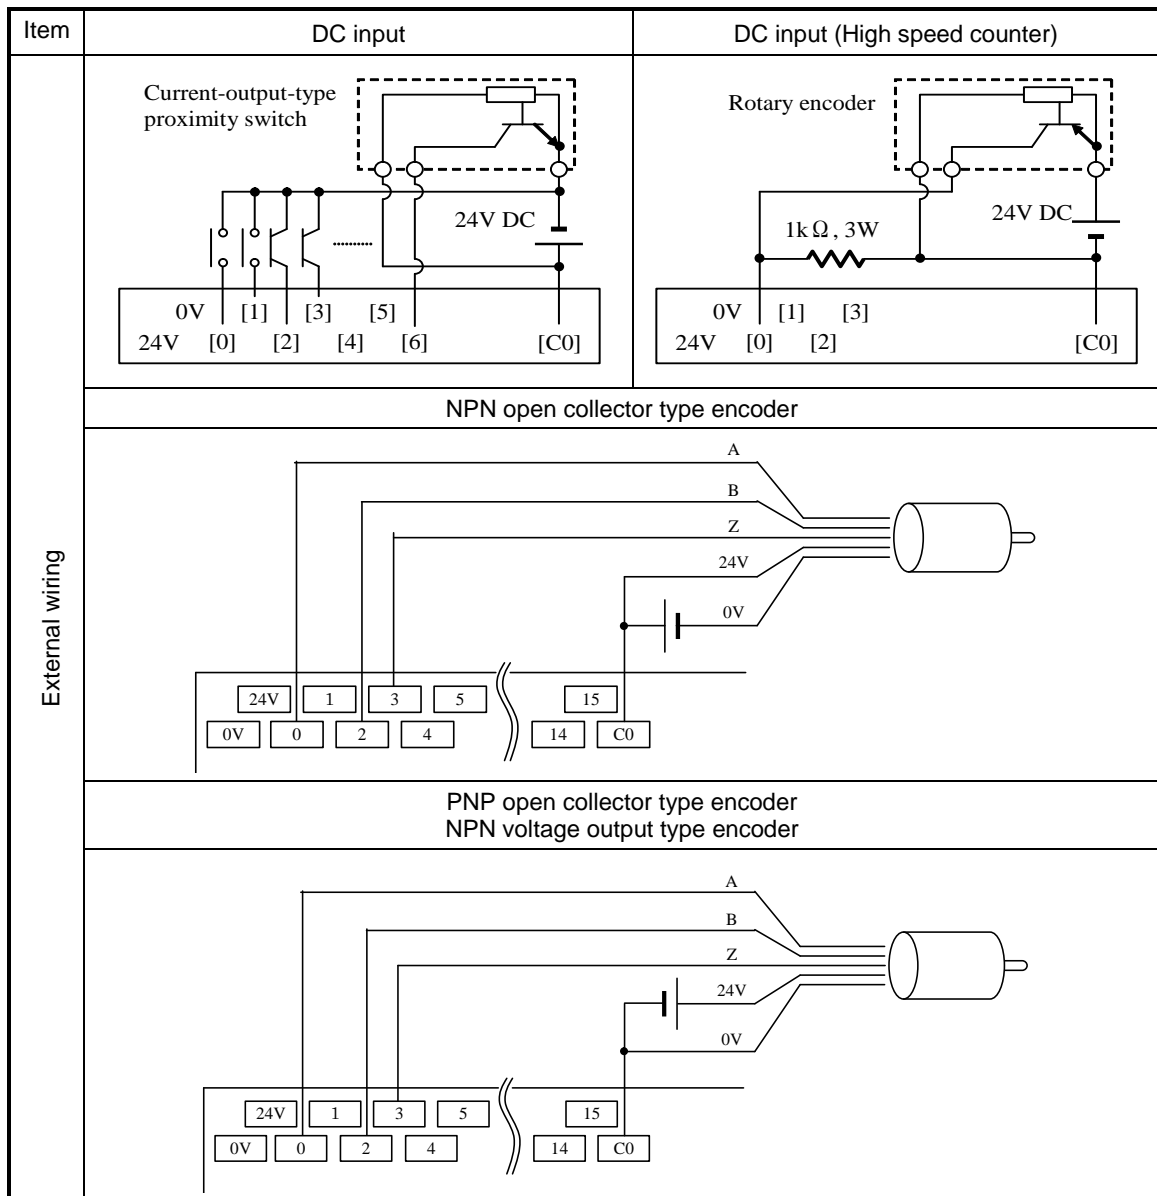 Item
DC input
DC input (High speed counter)
External wiring
Current-output-type
proximity switch
24V DC
0V [1] [3] [5]
24V [0] [2] [4] [6] [C0]
Rotary encoder
24V DC
1kΩ, 3W
0V [1] [3]
24V [0] [2] [C0]
NPN open collector type encoder
A
B
Z
24V
0V
24V 1 3 5 15
0V 0 2 4 14 C0
PNP open collector type encoder
NPN voltage output type encoder
A
B
Z
24V
0V
24V 1 3 5 15
0V 0 2 4 14 C0